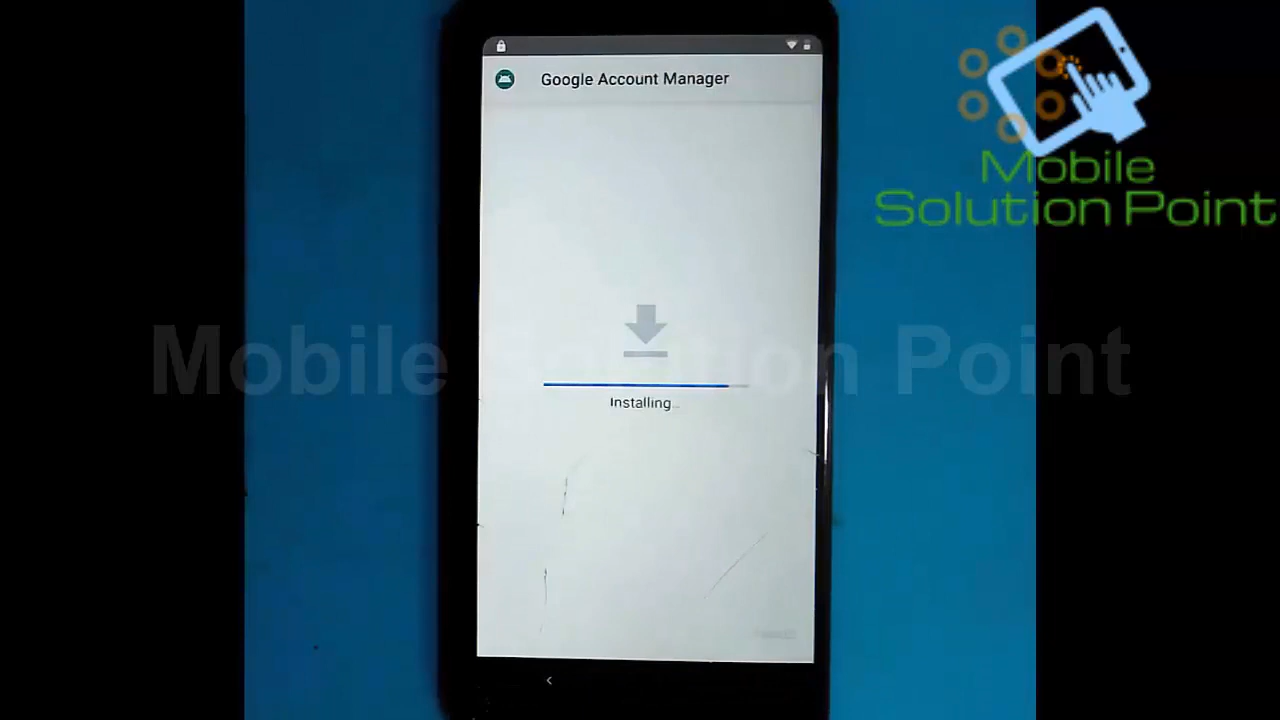 Google Account Manager
Mobile
Solution Point
Mobile Solution Point
Installing...